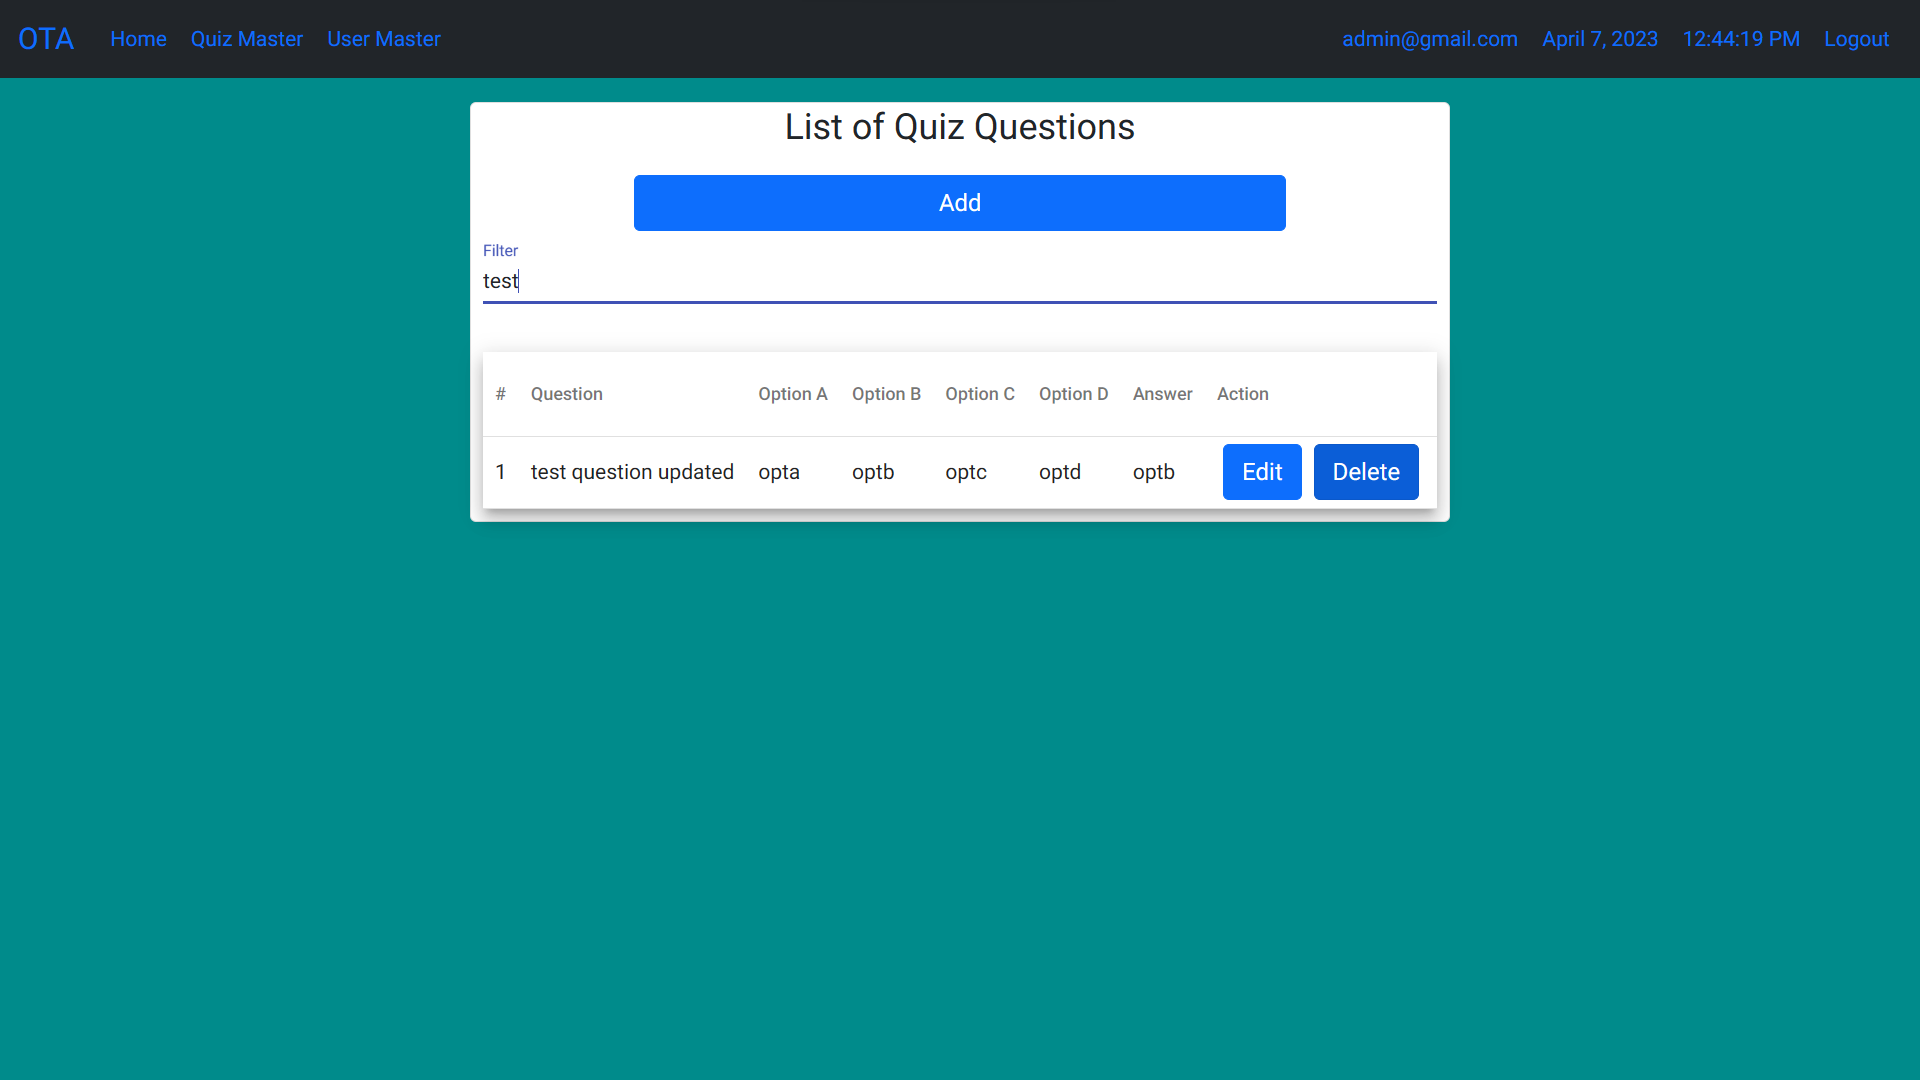 OTA Home Quiz Master User Master admin@gmail.com April 7, 2023 12:44:19 PM Logout
List of Quiz Questions
Add
Filter
test
# Question Option A Option B Option C Option D Answer Action
1 test question updated opta optb optc optd optb Edit Delete